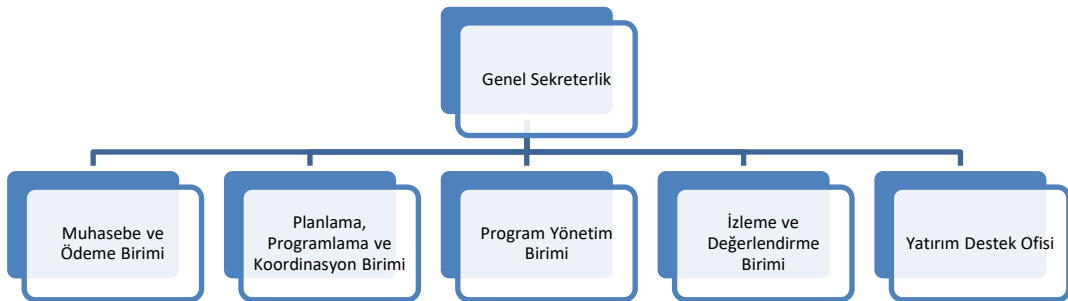 Genel Sekreterlik
Muhasebe ve
Ödeme Birimi
Planlama,
Programlama ve
Koordinasyon Birimi
Program Yönetim
Birimi
İzleme ve
Değerlendirme
Birimi
Yatırım Destek Ofisi